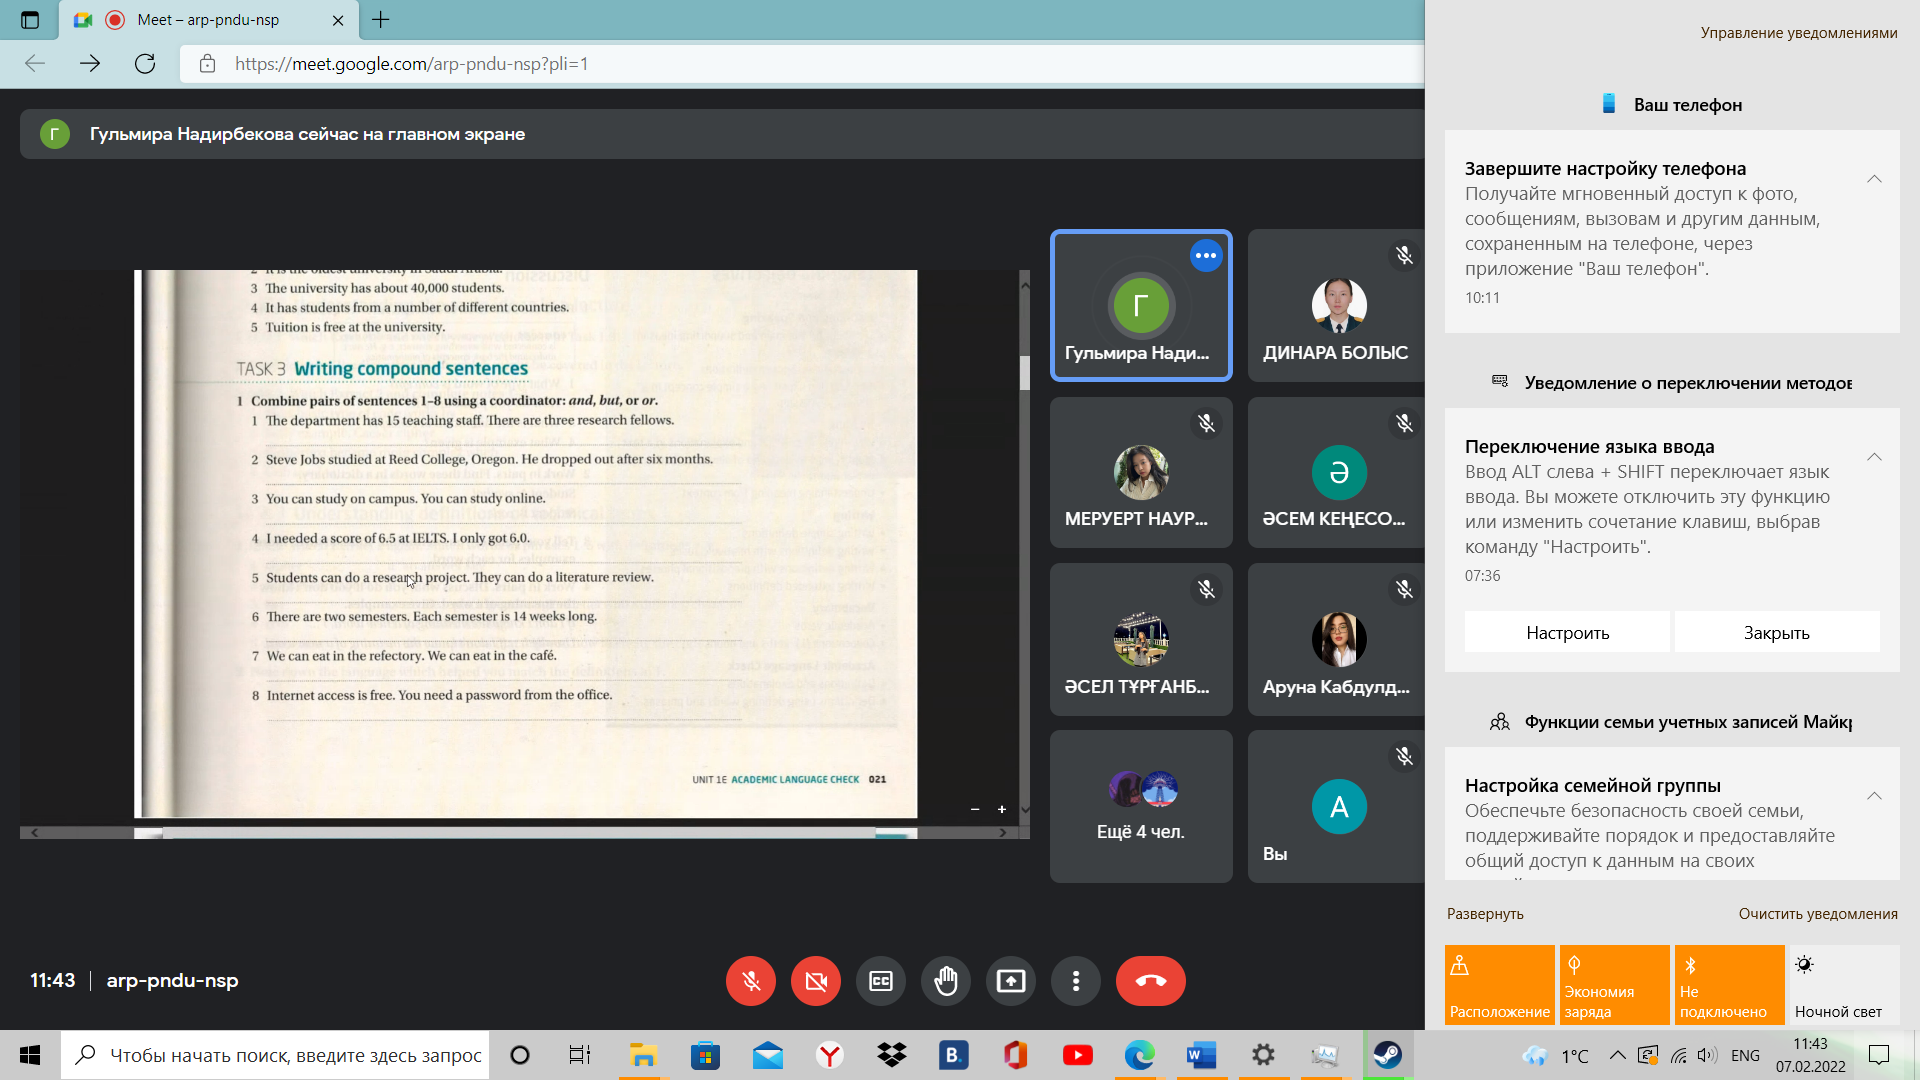 Meet – arp-pndu-nsp
https://meet.google.com/arp-pndu-nsp?pli=1
Г
Гульмира Надирбекова сейчас на главном экране
2 It is the oldest university in Saudi Arabia.
3 The university has about 40,000 students.
4 It has students from a number of different countries.
5 Tuition is free at the university.
TASK 3 Writing compound sentences
1 Combine pairs of sentences 1–8 using a coordinator: and, but, or or.
1 The department has 15 teaching staff. There are three research fellows.
2 Steve Jobs studied at Reed College, Oregon. He dropped out after six months.
3 You can study on campus. You can study online.
4 I needed a score of 6.5 at IELTS. I only got 6.0.
5 Students can do a research project. They can do a literature review.
6 There are two semesters. Each semester is 14 weeks long.
7 We can eat in the refectory. We can eat in the café.
8 Internet access is free. You need a password from the office.
UNIT 1E ACADEMIC LANGUAGE CHECK 021
Г
Гульмира Нади...
ДИНАРА БОЛЫС
МЕРУЕРТ НАУР...
Ə
ƏСЕМ КЕҢЕСО...
ƏСЕЛ ТҰРҒАНБ...
Аруна Кабдулд...
Ещё 4 чел.
А
Вы
11:43 | arp-pndu-nsp
Управление уведомлениями
Ваш телефон
Завершите настройку телефона
Получайте мгновенный доступ к фото,
сообщениям, вызовам и другим данным,
сохраненным на телефоне, через
приложение "Ваш телефон".
10:11
Уведомление о переключении методов
Переключение языка ввода
Ввод ALT слева + SHIFT переключает язык
ввода. Вы можете отключить эту функцию
или изменить сочетание клавиш, выбрав
команду "Настроить".
07:36
Настроить
Закрыть
Функции семьи учетных записей Майкр
Настройка семейной группы
Обеспечьте безопасность своей семьи,
поддерживайте порядок и предоставляйте
общий доступ к данным на своих
Развернуть
Очистить уведомления
Расположение
Экономия
заряда
Не
подключено
Ночной свет
Чтобы начать поиск, введите здесь запрос
B.
1°C
ENG
11:43
07.02.2022